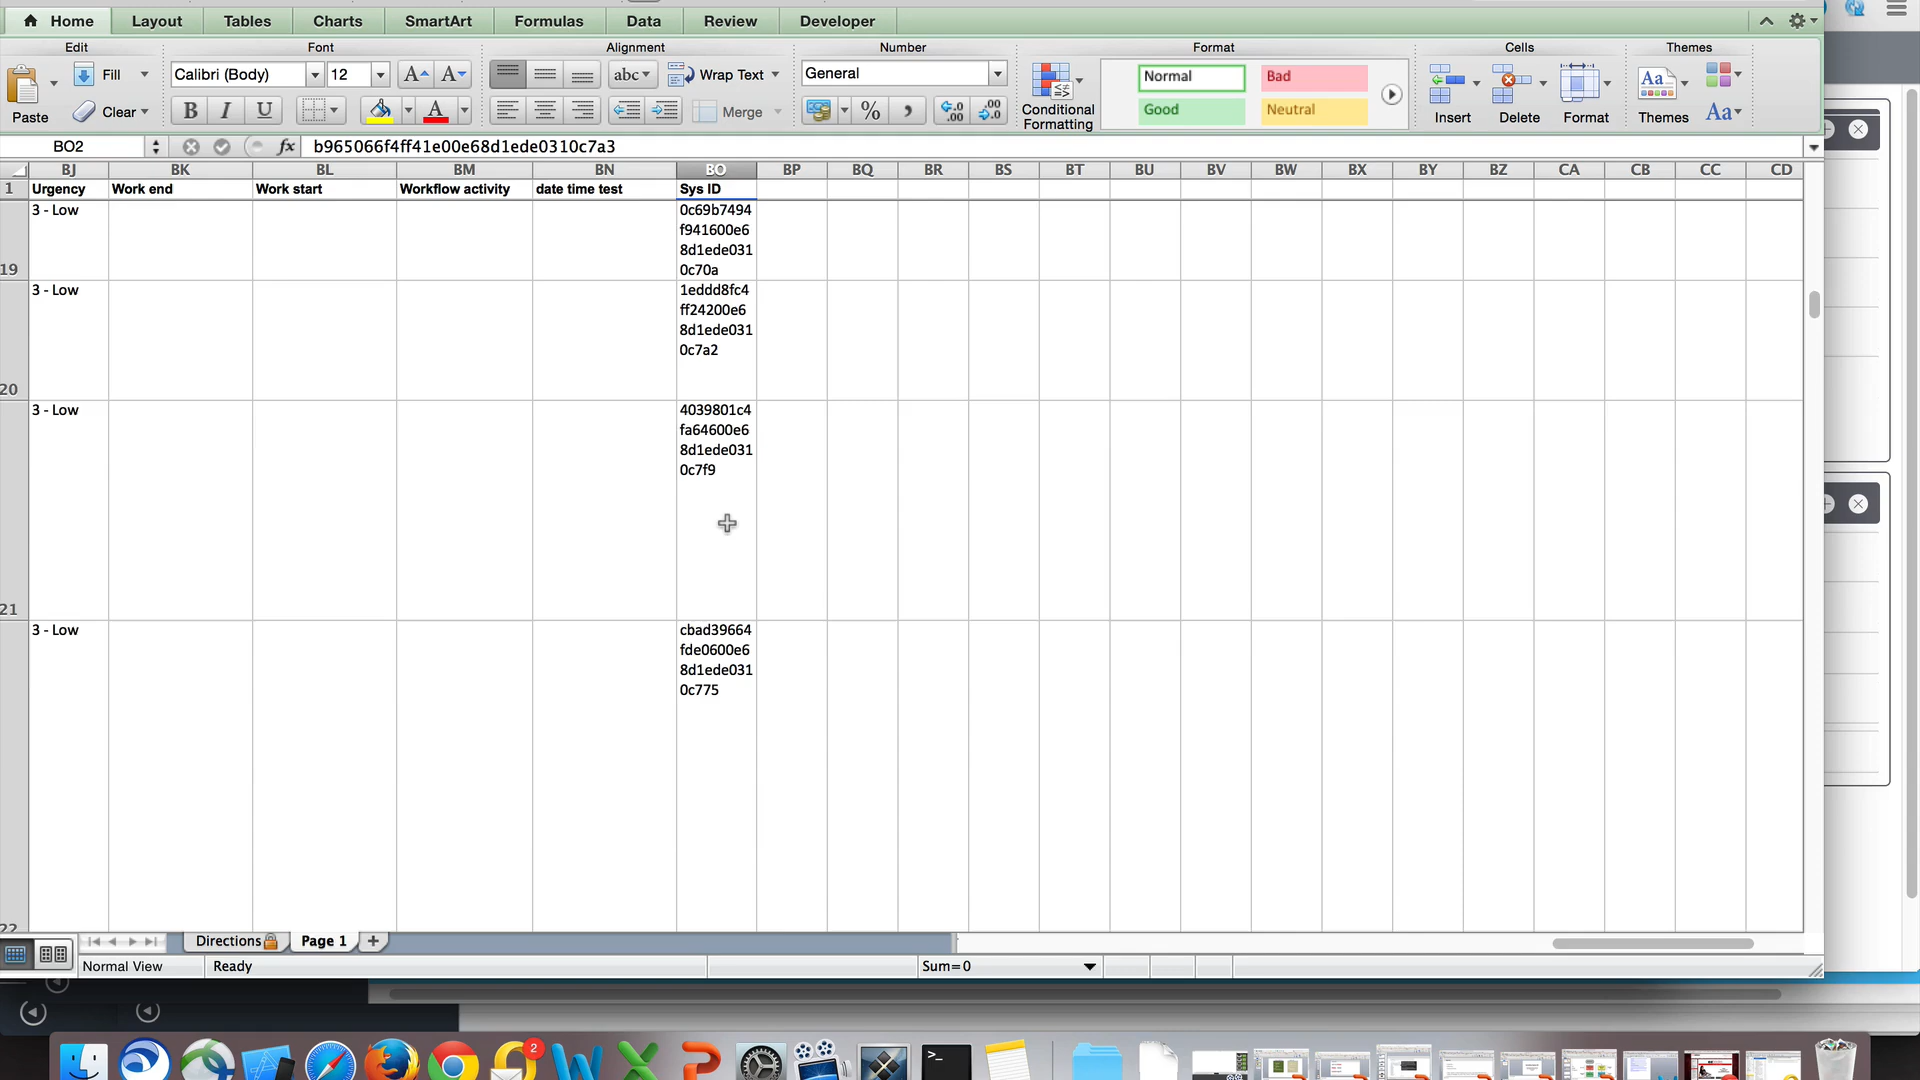 Home Layout Tables Charts SmartArt Formulas Data Review Developer
Edit Font Alignment Number Format Cells Themes
Fill Calibri (Body) 12 abc Wrap Text General Normal Bad
Paste Clear B I U A Merge % Conditional Formatting Good Neutral Insert Delete Format Themes Aa
BO2 fx b965066f4ff41e00e68d1ede0310c7a3
BJ BK BL BM BN BO BP BQ BR BS BT BU BV BW BX BY BZ CA CB CC CD
1 Urgency Work end Work start Workflow activity date time test Sys ID
3 - Low 0c69b7494
f941600e6
8d1ede031
19 0c70a
3 - Low 1eddd8fc4
ff24200e6
8d1ede031
0c7a2
20
3 - Low 4039801c4
fa64600e6
8d1ede031
0c7f9
21
3 - Low cbad39664
fde0600e6
8d1ede031
0c775
22
Directions Page 1
Normal View Ready Sum=0
2